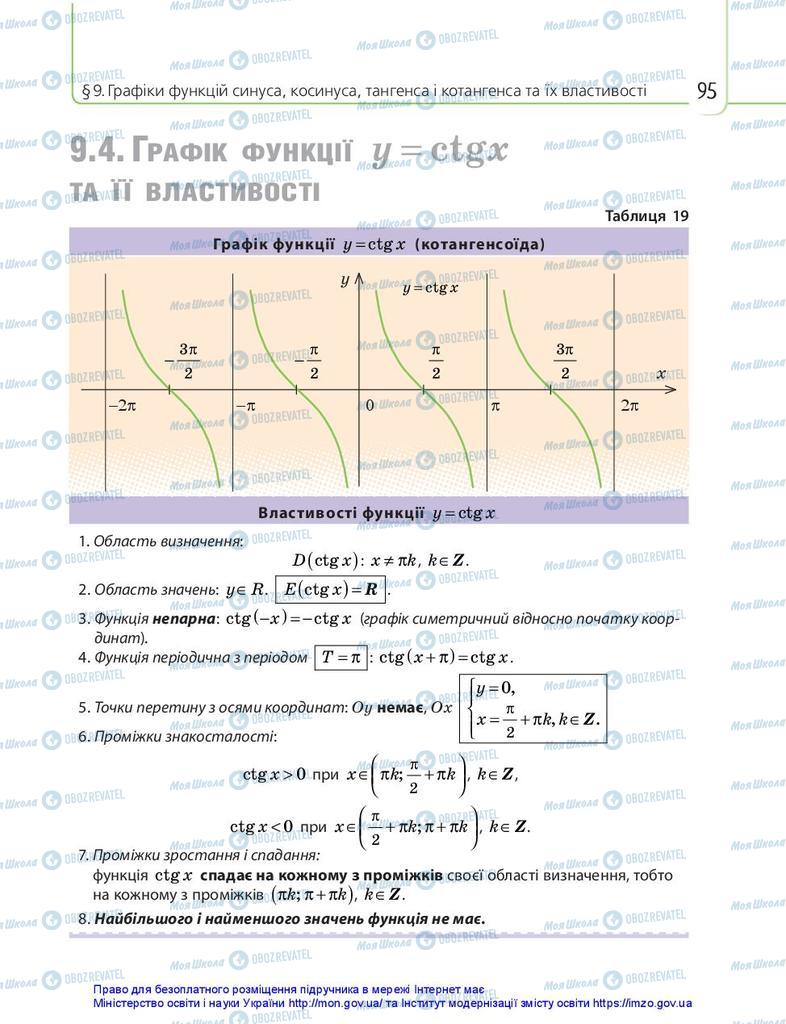 § 9. Графіки функцій синуса, косинуса, тангенса і котангенса та їх властивості 95
9.4. Графік функції y = ctgx
та її властивості
Таблиця 19
Графік функції y = ctg x (котангенсоїда)
y
y = ctg x
−3π/2 −π/2 π/2 3π/2
x
−2π −π 0 π 2π
Властивості функції y = ctg x
1. Область визначення:
D(ctg x): x ≠ πk, k ∈ Z.
2. Область значень: y ∈ R. E(ctg x) = R.
3. Функція непарна: ctg(−x) = −ctg x (графік симетричний відносно початку коор-
динат).
4. Функція періодична з періодом T = π : ctg(x + π) = ctg x.
5. Точки перетину з осями координат: Oy немає, Ox { y = 0, x = π/2 + πk, k ∈ Z.
6. Проміжки знакосталості:
ctg x > 0 при x ∈ (πk; π/2 + πk), k ∈ Z,
ctg x < 0 при x ∈ (π/2 + πk; π + πk), k ∈ Z.
7. Проміжки зростання і спадання:
функція ctg x спадає на кожному з проміжків своєї області визначення, тобто
на кожному з проміжків (πk; π + πk), k ∈ Z.
8. Найбільшого і найменшого значень функція не має.
Право для безоплатного розміщення підручника в мережі Інтернет має
Міністерство освіти і науки України http://mon.gov.ua/ та Інститут модернізації змісту освіти https://imzo.gov.ua